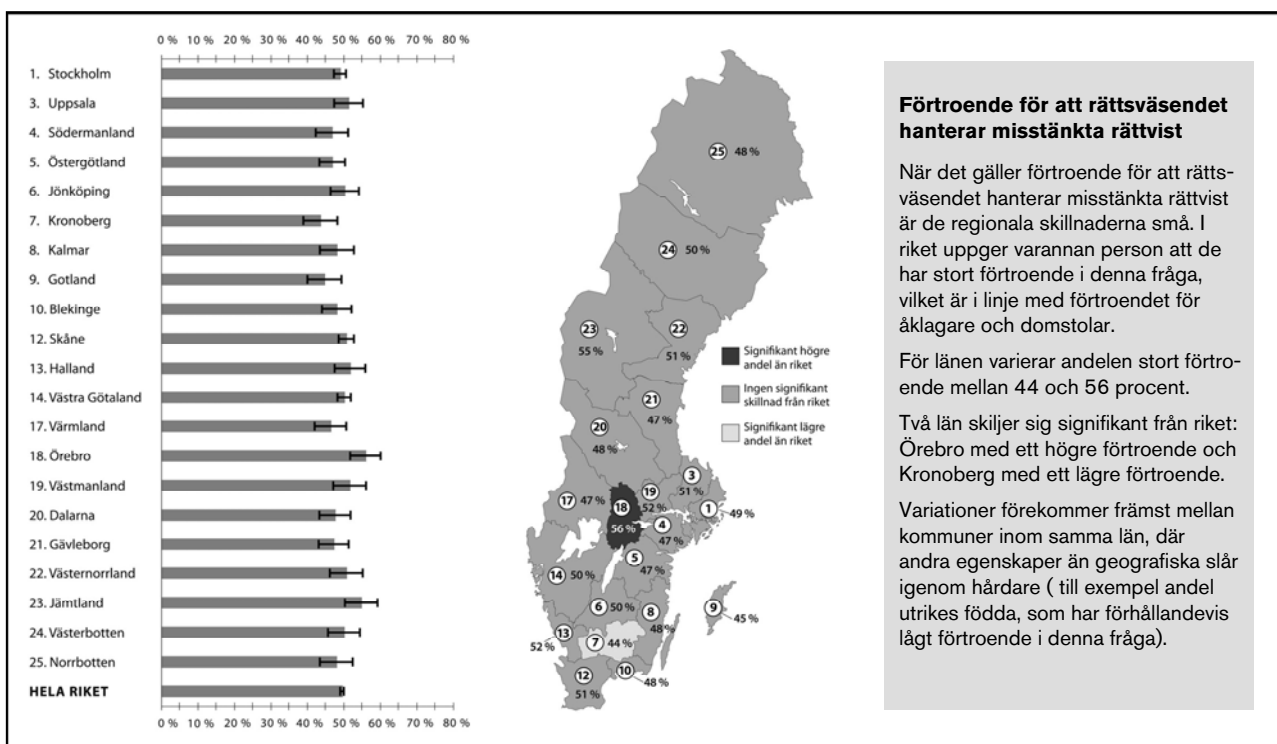 0 % 10 % 20 % 30 % 40 % 50 % 60 % 70 % 80 %
1. Stockholm
3. Uppsala
4. Södermanland
5. Östergötland
6. Jönköping
7. Kronoberg
8. Kalmar
9. Gotland
10. Blekinge
12. Skåne
13. Halland
14. Västra Götaland
17. Värmland
18. Örebro
19. Västmanland
20. Dalarna
21. Gävleborg
22. Västernorrland
23. Jämtland
24. Västerbotten
25. Norrbotten
HELA RIKET
0 % 10 % 20 % 30 % 40 % 50 % 60 % 70 % 80 %
25 48 %
24 50 %
23
55 %
22
51 %
21
47 %
20
48 %
3
51 %
19
52 %
17 47 %
18
56 %
1 49 %
4
47 %
5
47 %
14 50 %
6 50 %
8
48 %
9
45 %
13
52 %
7 44 %
12
51 %
10
48 %
Signifikant högre
andel än riket
Ingen signifikant
skillnad från riket
Signifikant lägre
andel än riket
Förtroende för att rättsväsendet
hanterar misstänkta rättvist
När det gäller förtroende för att rätts-
väsendet hanterar misstänkta rättvist
är de regionala skillnaderna små. I
riket uppger varannan person att de
har stort förtroende i denna fråga,
vilket är i linje med förtroendet för
åklagare och domstolar.
För länen varierar andelen stort förtro-
ende mellan 44 och 56 procent.
Två län skiljer sig signifikant från riket:
Örebro med ett högre förtroende och
Kronoberg med ett lägre förtroende.
Variationer förekommer främst mellan
kommuner inom samma län, där
andra egenskaper än geografiska slår
igenom hårdare ( till exempel andel
utrikes födda, som har förhållandevis
lågt förtroende i denna fråga).